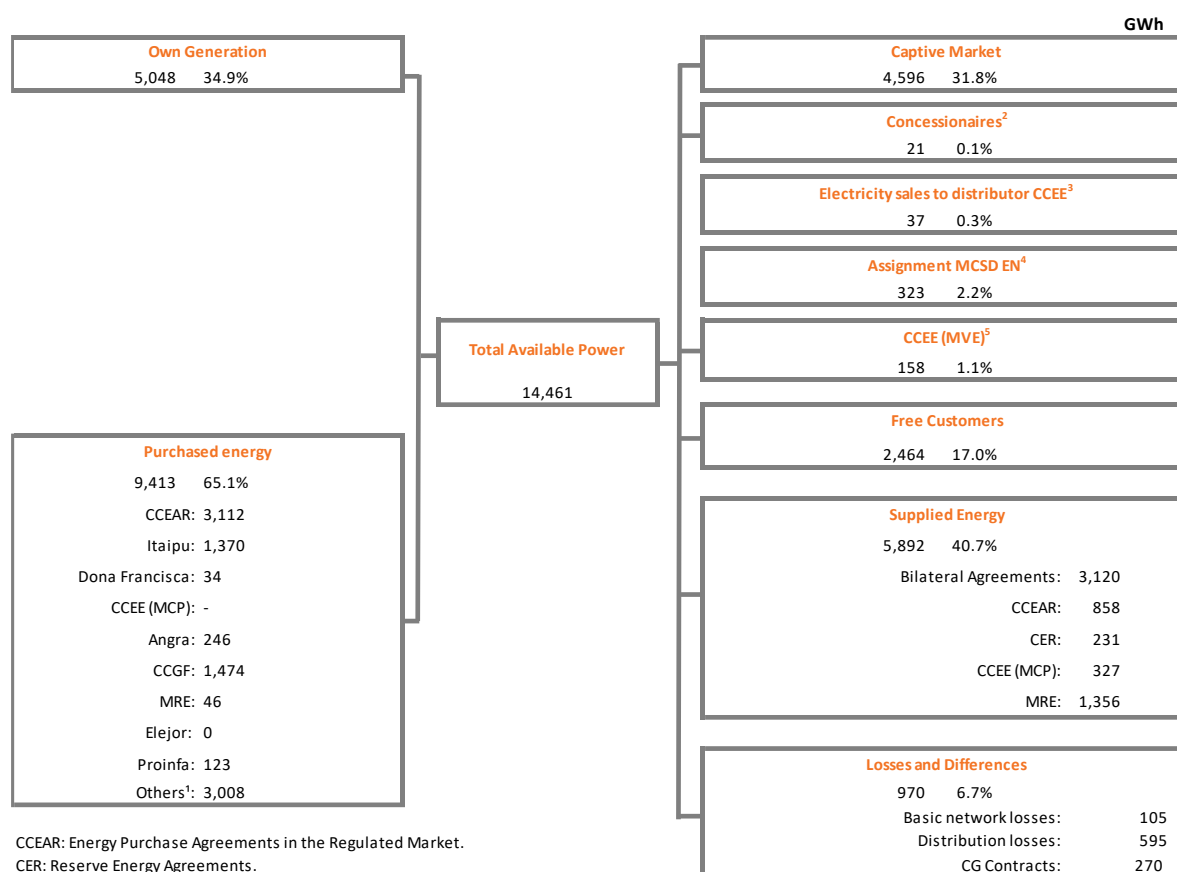 GWh
Own Generation
5,048 34.9%
Purchased energy
9,413 65.1%
CCEAR: 3,112
Itaipu: 1,370
Dona Francisca: 34
CCEE (MCP): -
Angra: 246
CCGF: 1,474
MRE: 46
Elejor: 0
Proinfa: 123
Others¹: 3,008
Total Available Power
14,461
Captive Market
4,596 31.8%
Concessionaires²
21 0.1%
Electricity sales to distributor CCEE³
37 0.3%
Assignment MCSD EN⁴
323 2.2%
CCEE (MVE)⁵
158 1.1%
Free Customers
2,464 17.0%
Supplied Energy
5,892 40.7%
Bilateral Agreements: 3,120
CCEAR: 858
CER: 231
CCEE (MCP): 327
MRE: 1,356
Losses and Differences
970 6.7%
Basic network losses: 105
Distribution losses: 595
CG Contracts: 270
CCEAR: Energy Purchase Agreements in the Regulated Market.
CER: Reserve Energy Agreements.